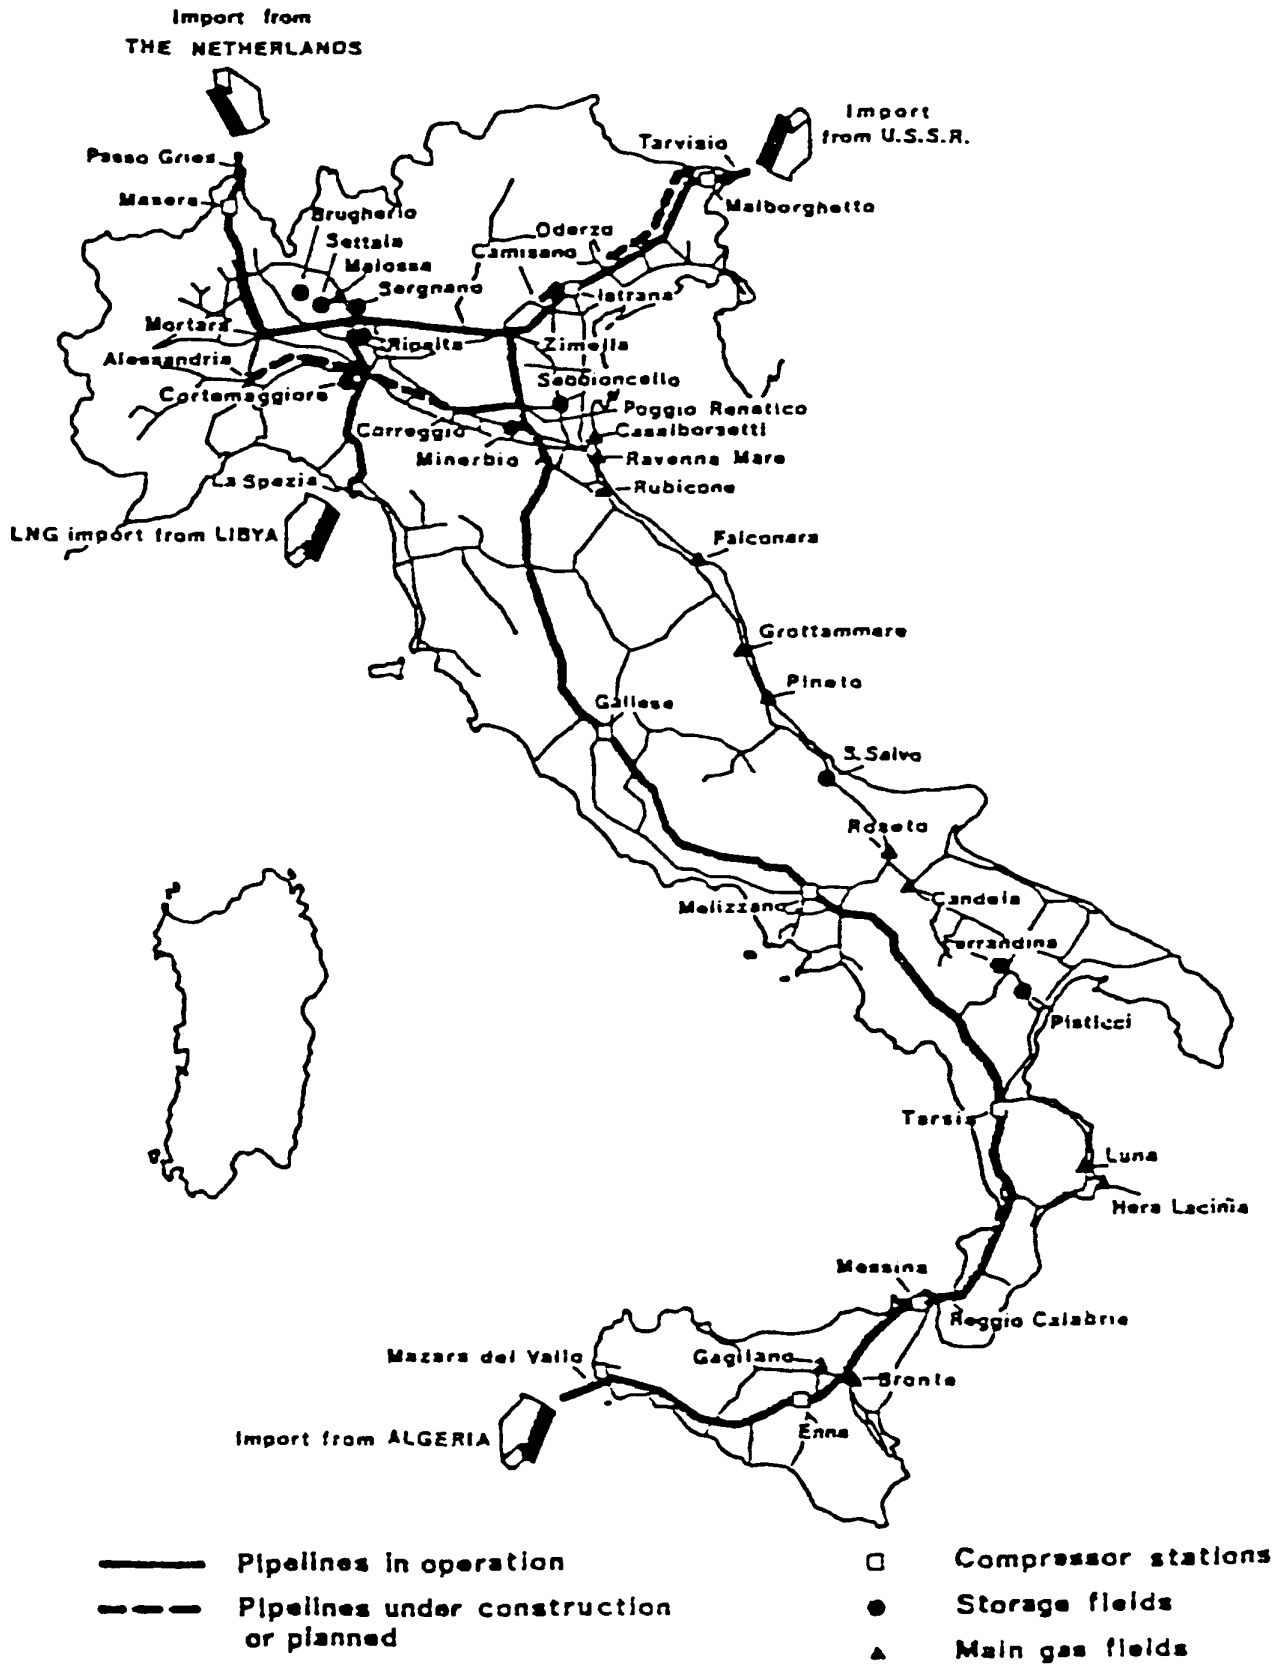 Import from
THE NETHERLANDS
Import
from U.S.S.R.
Tarvisio
Passo Gries
Masera
Malborghetto
Brugherio
Settala
Malossa
Sergnano
Oderzo
Camisano
Istrana
Mortara
Ripalta
Zimella
Alessandria
Cortemaggiore
Sabbioncello
Poggio Renatico
Casalborsetti
Correggio
Minerbio
Ravenna Mare
Rubicone
La Spezia
LNG import from LIBYA
Falconara
Grottammare
Pineto
Gallese
S. Salvo
Roseto
Candela
Melizzano
errandina
Pisticci
Tarsia
Luna
Hera Lacinia
Messina
Reggio Calabria
Mazara del Vallo
Gagliano
Bronte
Enna
Import from ALGERIA
Pipelines in operation
Pipelines under construction
or planned
Compressor stations
Storage fields
Main gas fields